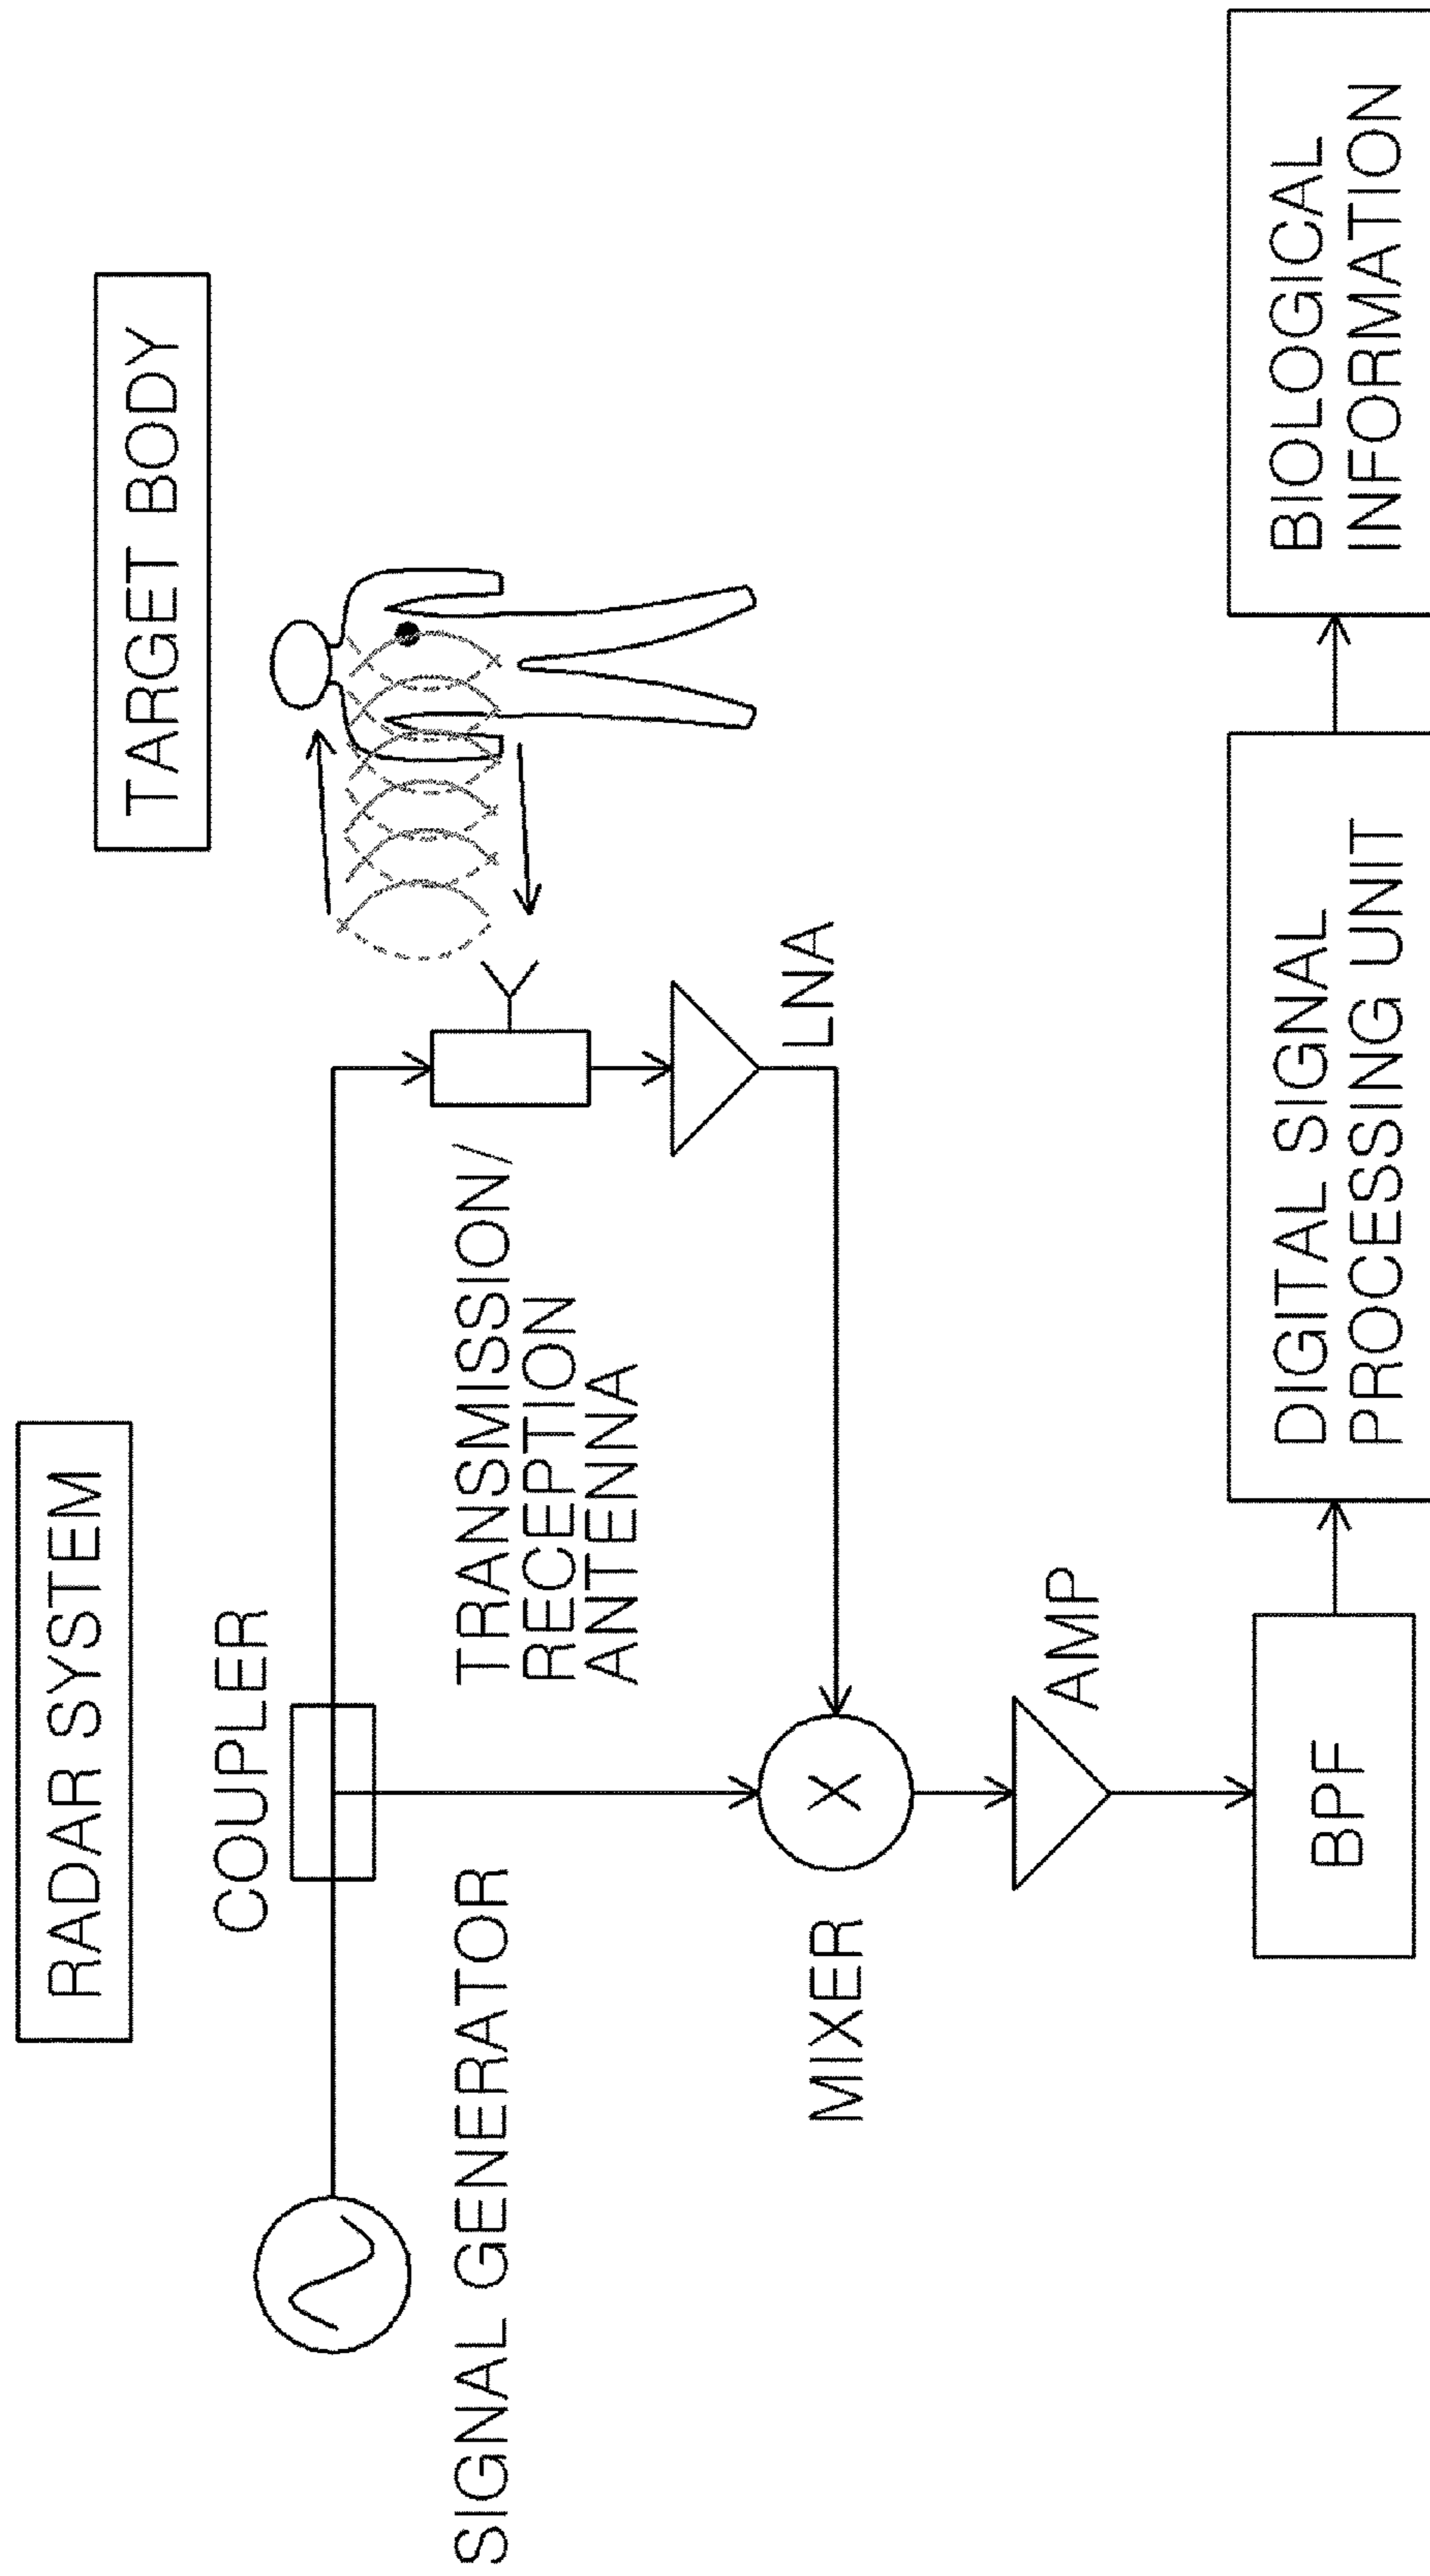 RADAR SYSTEM
TARGET BODY
COUPLER
SIGNAL GENERATOR
TRANSMISSION/
RECEPTION
ANTENNA
LNA
MIXER
X
AMP
BPF
DIGITAL SIGNAL
PROCESSING UNIT
BIOLOGICAL
INFORMATION